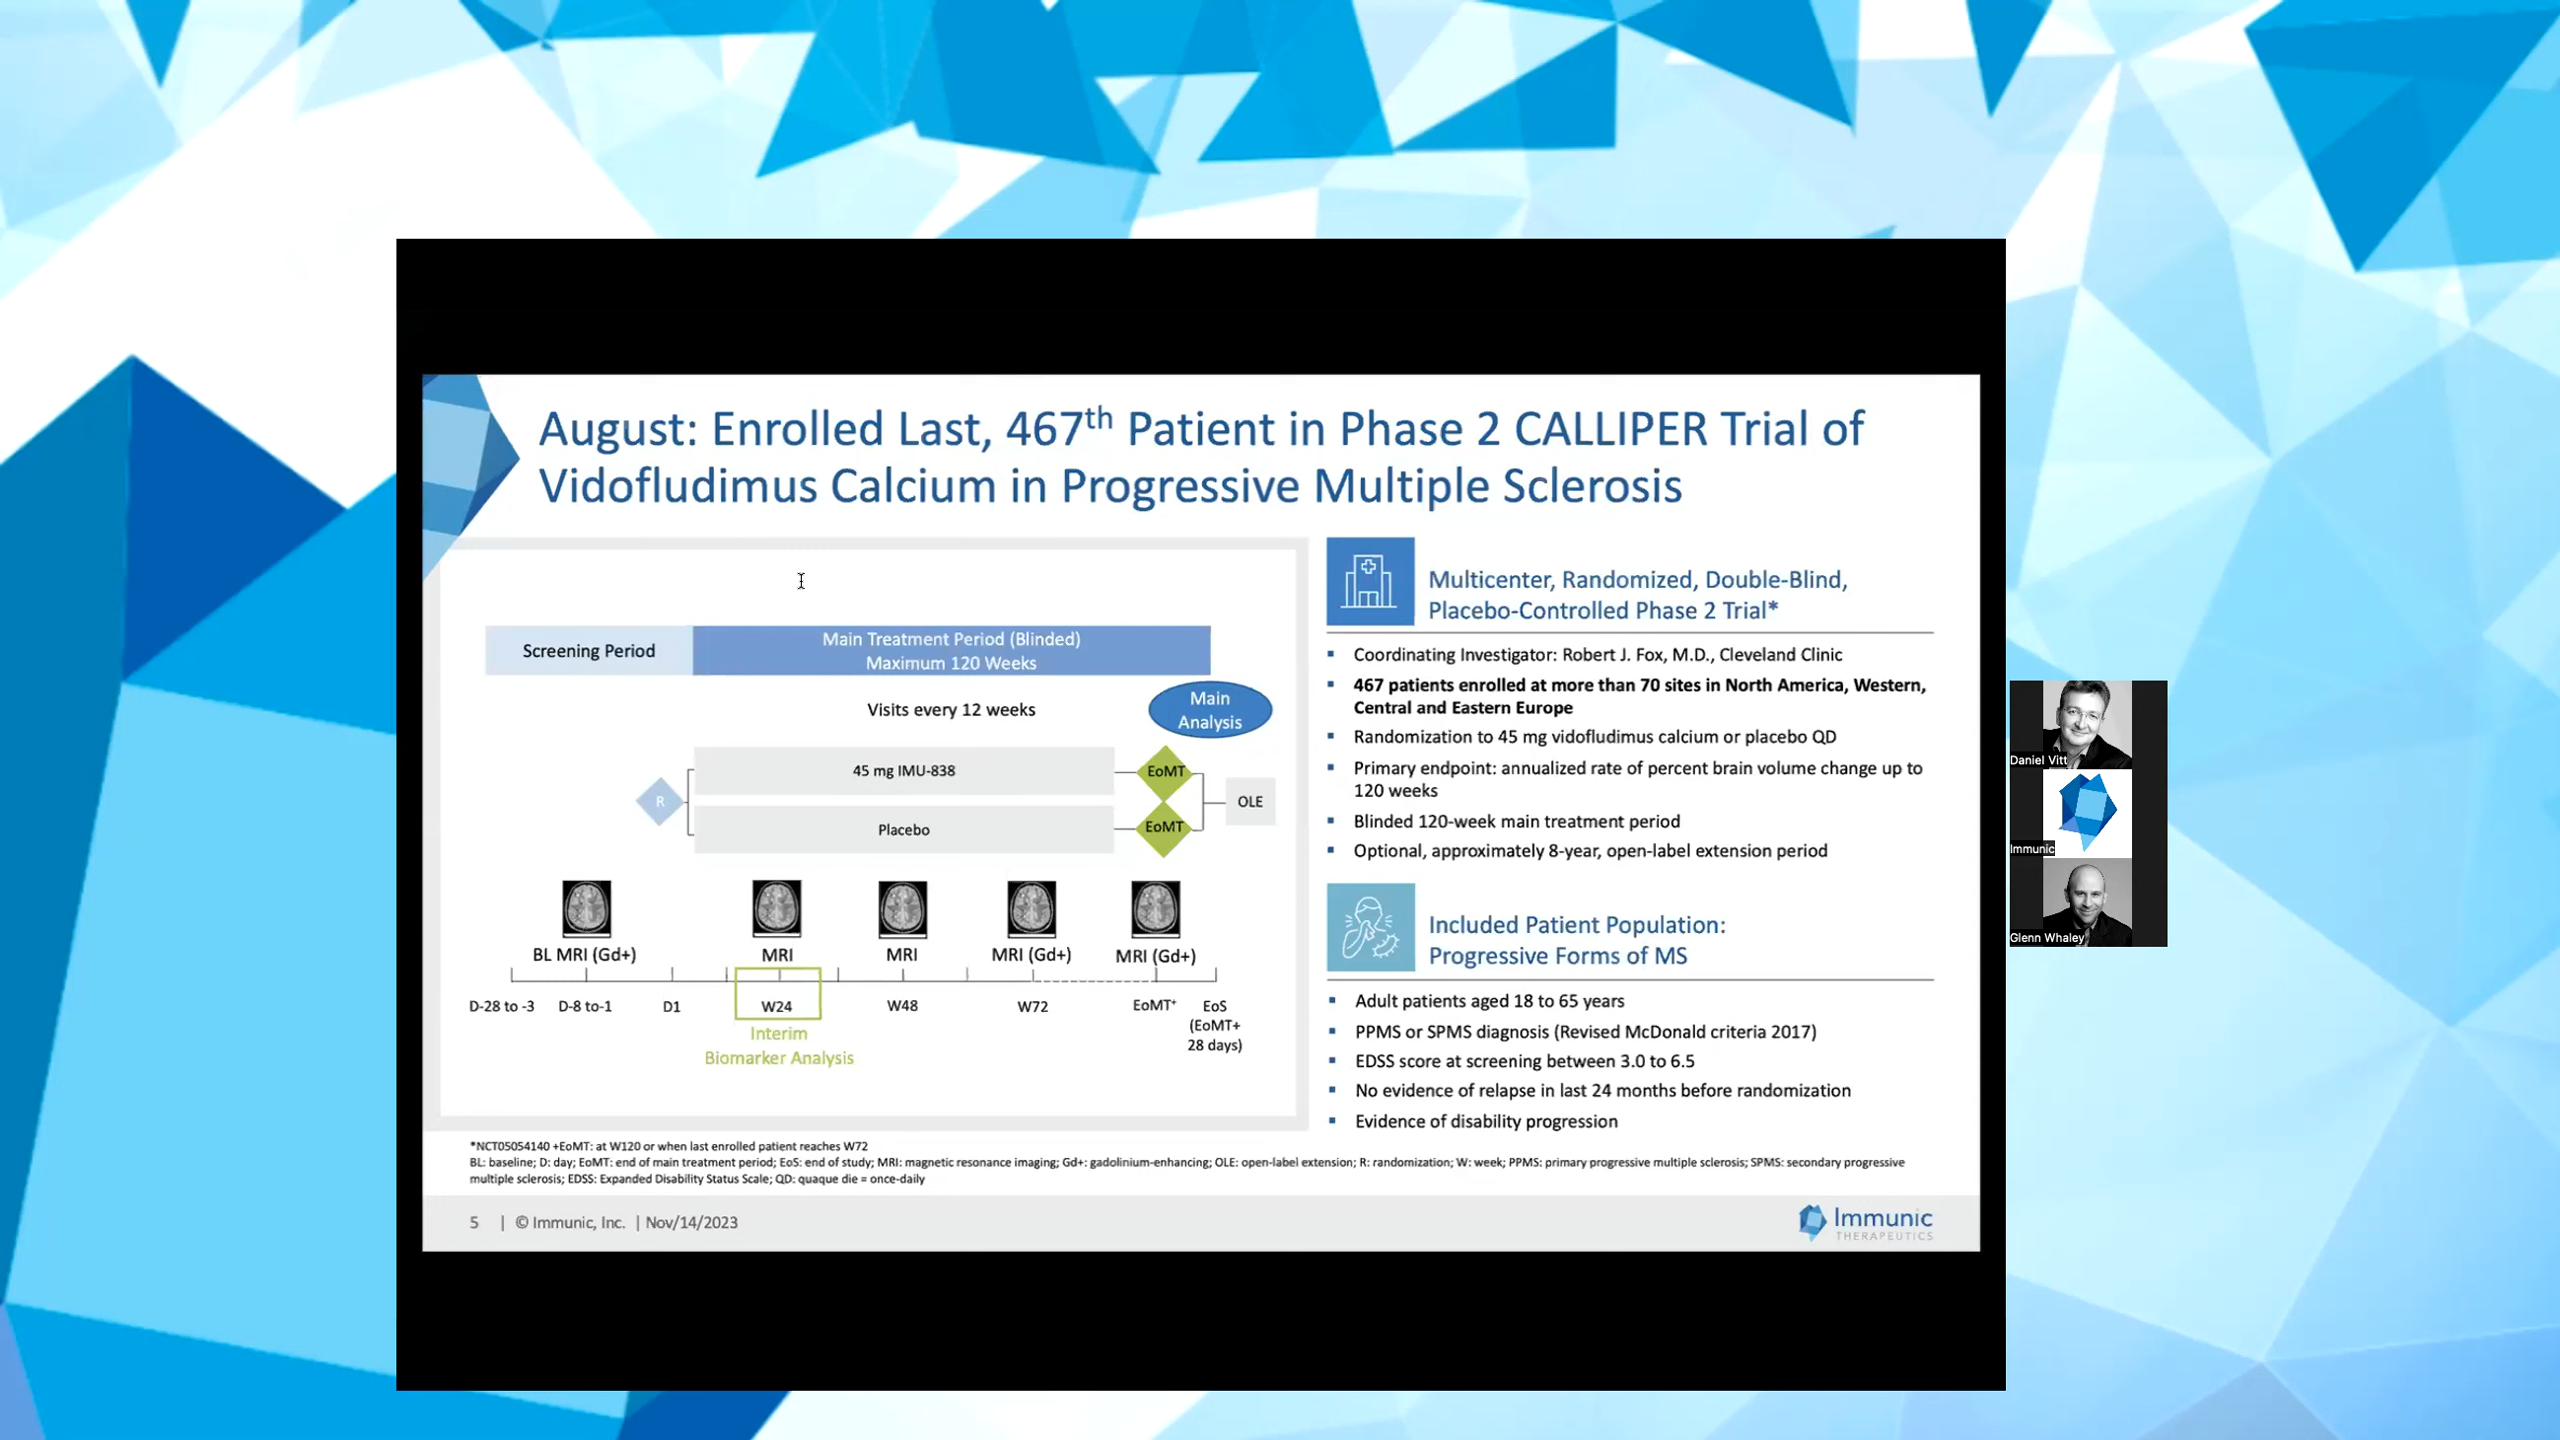 August: Enrolled Last, 467th Patient in Phase 2 CALLIPER Trial of
Vidofludimus Calcium in Progressive Multiple Sclerosis
Screening Period
Main Treatment Period (Blinded)
Maximum 120 Weeks
Visits every 12 weeks
Main
Analysis
R
45 mg IMU-838
Placebo
EoMT
EoMT
OLE
BL MRI (Gd+)
MRI
MRI
MRI (Gd+)
MRI (Gd+)
D-28 to -3
D-8 to-1
D1
W24
W48
W72
EoMT+
EoS
(EoMT+
28 days)
Interim
Biomarker Analysis
Multicenter, Randomized, Double-Blind,
Placebo-Controlled Phase 2 Trial*
▪ Coordinating Investigator: Robert J. Fox, M.D., Cleveland Clinic
▪ 467 patients enrolled at more than 70 sites in North America, Western,
Central and Eastern Europe
▪ Randomization to 45 mg vidofludimus calcium or placebo QD
▪ Primary endpoint: annualized rate of percent brain volume change up to
120 weeks
▪ Blinded 120-week main treatment period
▪ Optional, approximately 8-year, open-label extension period
Included Patient Population:
Progressive Forms of MS
▪ Adult patients aged 18 to 65 years
▪ PPMS or SPMS diagnosis (Revised McDonald criteria 2017)
▪ EDSS score at screening between 3.0 to 6.5
▪ No evidence of relapse in last 24 months before randomization
▪ Evidence of disability progression
*NCT05054140 +EoMT: at W120 or when last enrolled patient reaches W72
BL: baseline; D: day; EoMT: end of main treatment period; EoS: end of study; MRI: magnetic resonance imaging; Gd+: gadolinium-enhancing; OLE: open-label extension; R: randomization; W: week; PPMS: primary progressive multiple sclerosis; SPMS: secondary progressive
multiple sclerosis; EDSS: Expanded Disability Status Scale; QD: quaque die = once-daily
5 | © Immunic, Inc. | Nov/14/2023
Immunic
THERAPEUTICS
Daniel Vitt
Immunic
Glenn Whaley